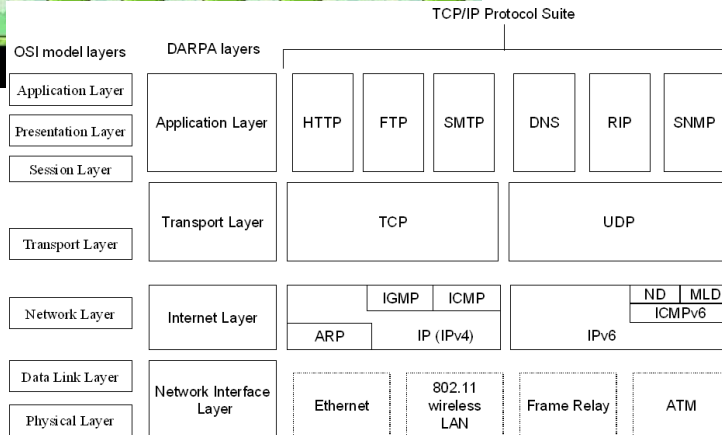 TCP/IP Protocol Suite
OSI model layers
DARPA layers
Application Layer
Presentation Layer
Session Layer
Application Layer
HTTP
FTP
SMTP
DNS
RIP
SNMP
Transport Layer
Transport Layer
TCP
UDP
Network Layer
Internet Layer
IGMP
ICMP
ARP
IP (IPv4)
ND
MLD
ICMPv6
IPv6
Data Link Layer
Physical Layer
Network Interface
Layer
Ethernet
802.11
wireless
LAN
Frame Relay
ATM